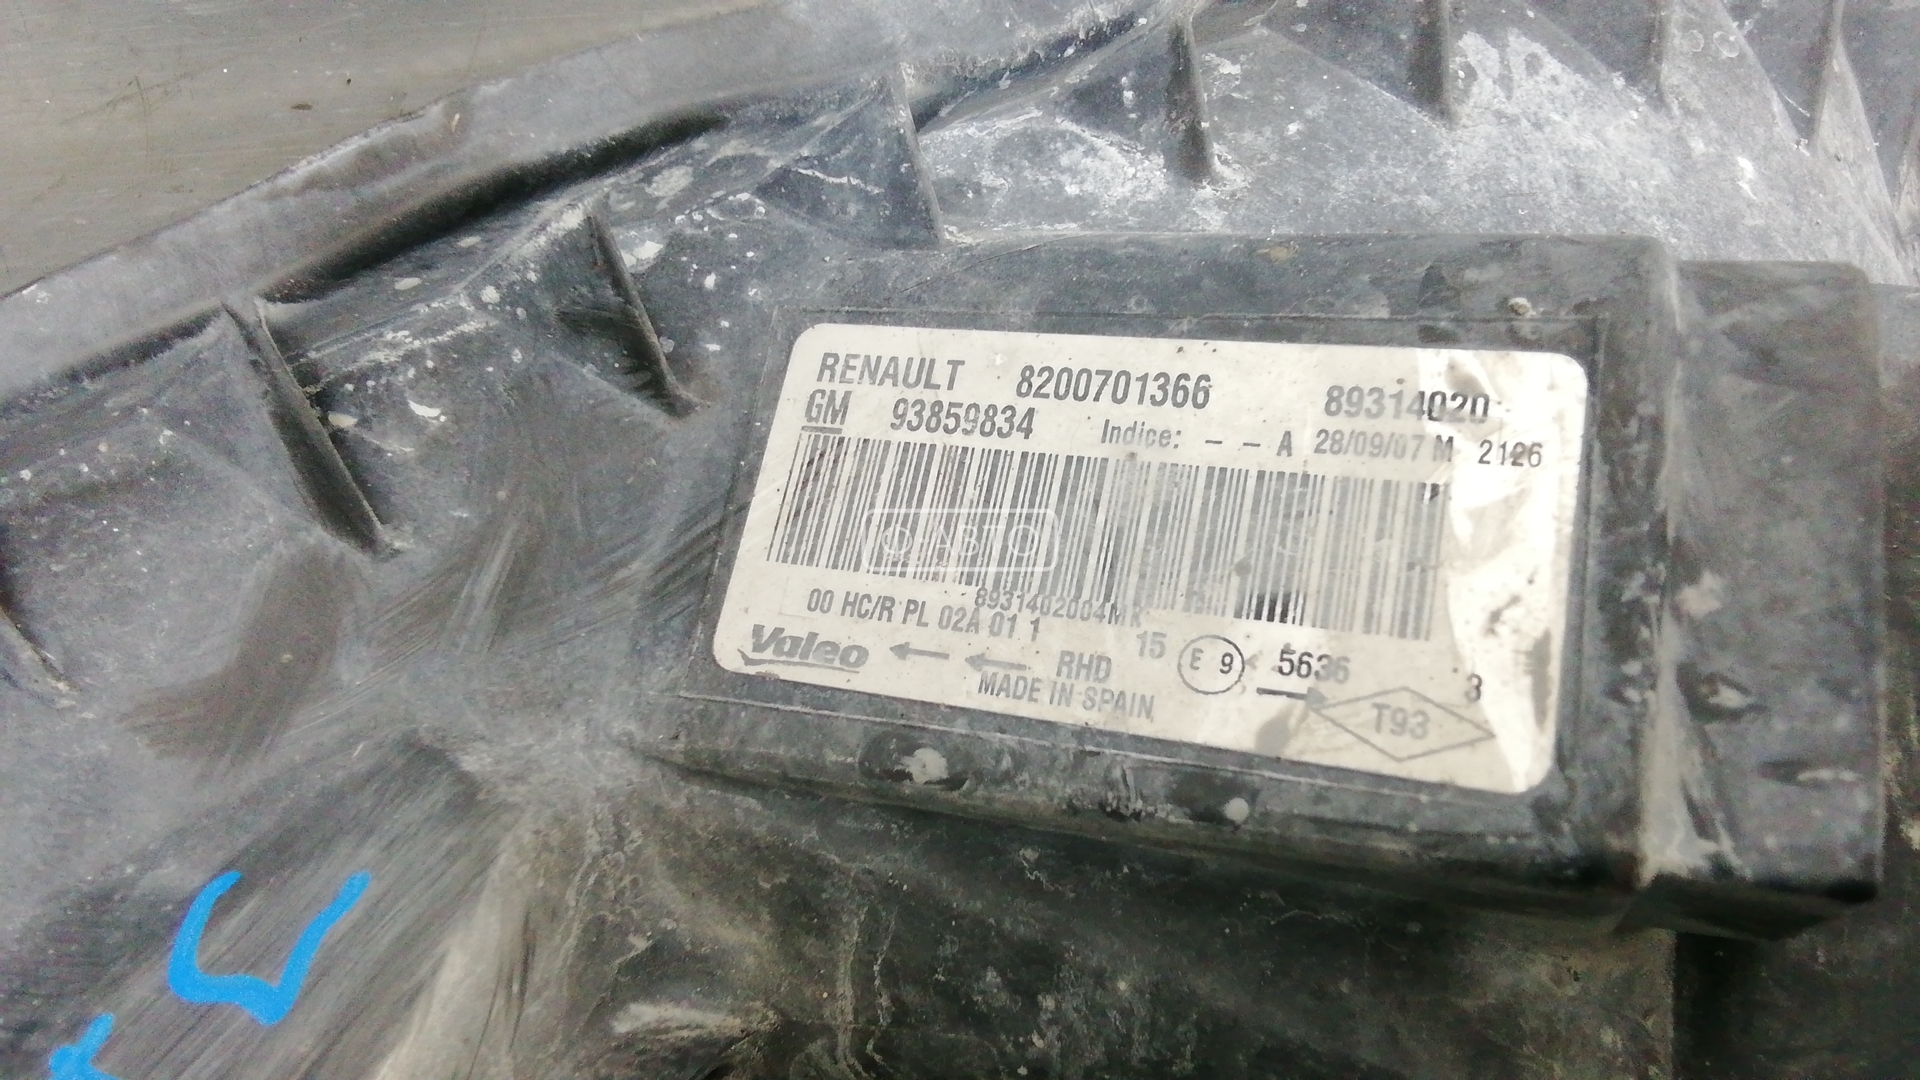 RENAULT 8200701366 89314020
GM 93859834 Indice: - - A 28/09/07 M 2126
ФАВТО
8931402004MR
00 HC/R PL 02A 01 1
Valeo RHD 15 E 9 5636 3
MADE IN SPAIN T93